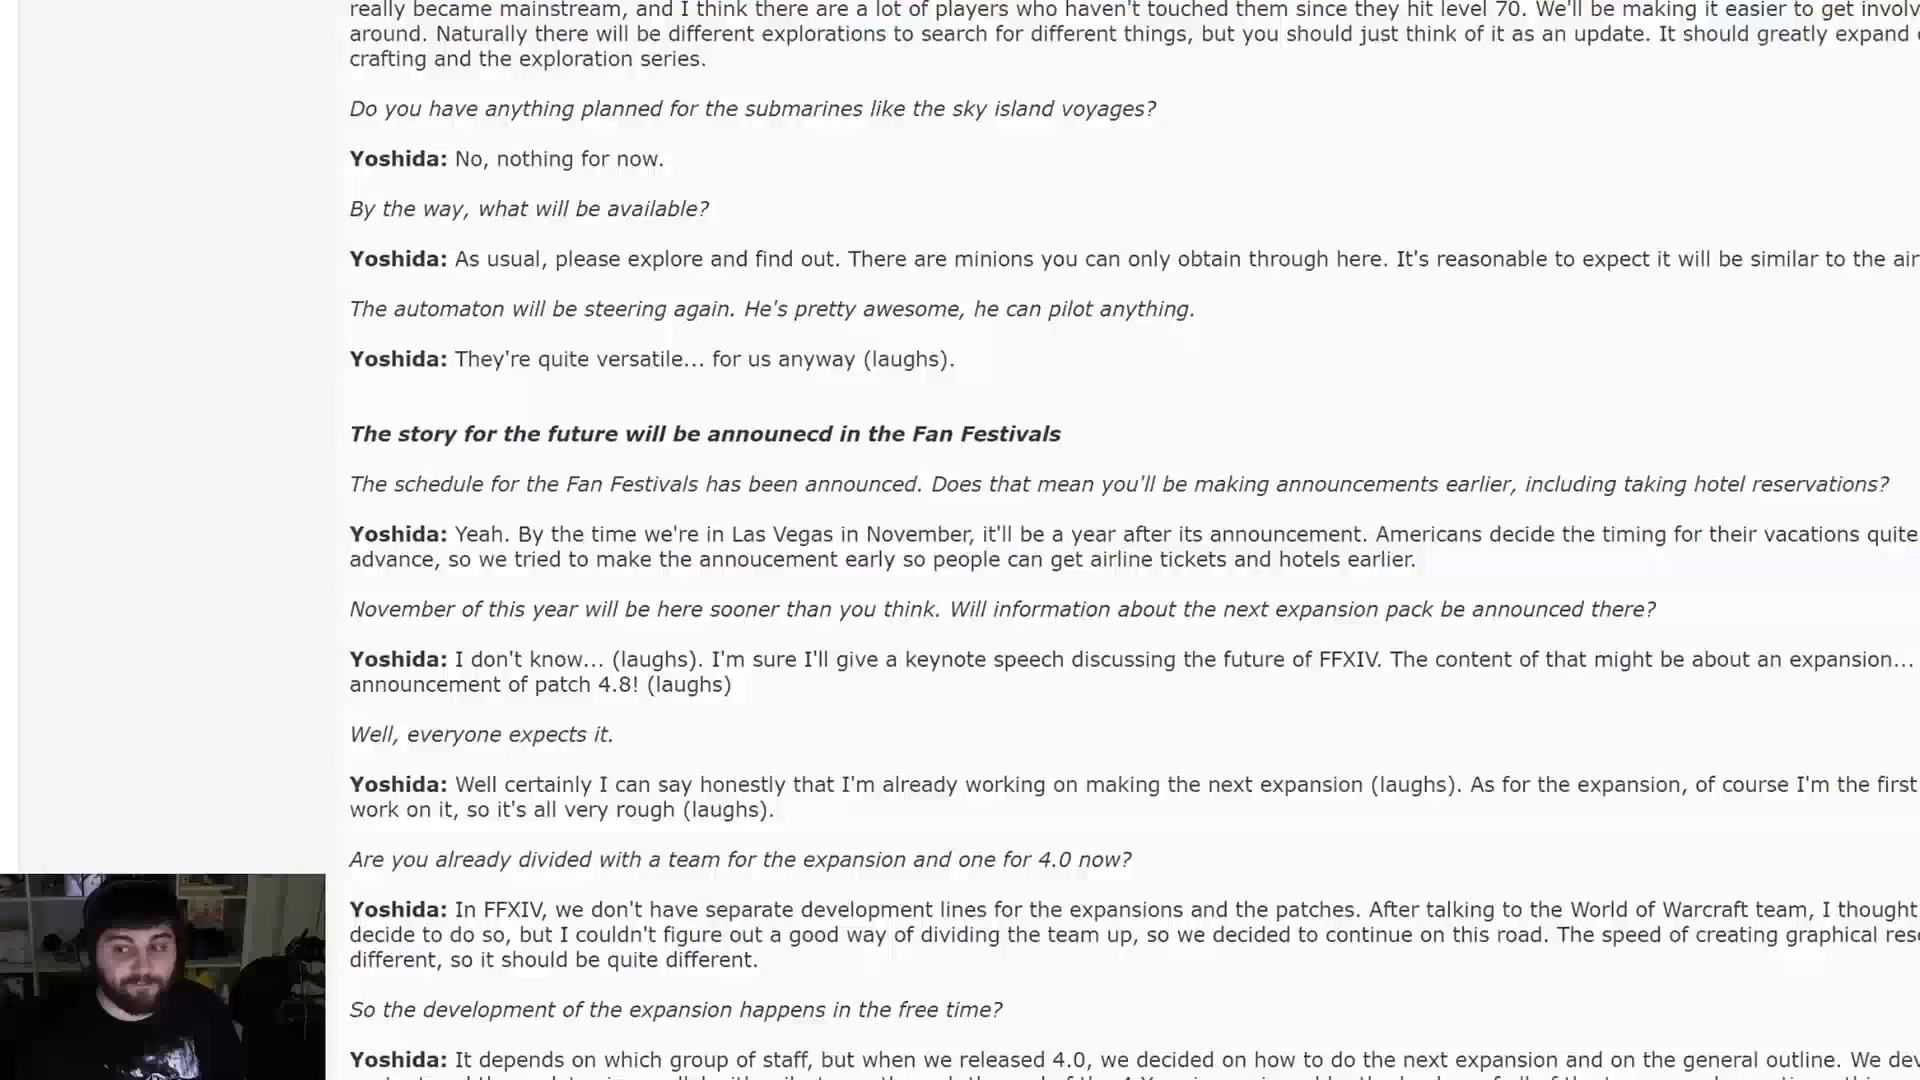 really became mainstream, and I think there are a lot of players who haven't touched them since they hit level 70. We'll be making it easier to get
around. Naturally there will be different explorations to search for different things, but you should just think of it as an update. It should greatly expand
crafting and the exploration series.
Do you have anything planned for the submarines like the sky island voyages?
Yoshida: No, nothing for now.
By the way, what will be available?
Yoshida: As usual, please explore and find out. There are minions you can only obtain through here. It's reasonable to expect it will be similar to the
The automaton will be steering again. He's pretty awesome, he can pilot anything.
Yoshida: They're quite versatile... for us anyway (laughs).
The story for the future will be announecd in the Fan Festivals
The schedule for the Fan Festivals has been announced. Does that mean you'll be making announcements earlier, including taking hotel reservations?
Yoshida: Yeah. By the time we're in Las Vegas in November, it'll be a year after its announcement. Americans decide the timing for their vacations quite
advance, so we tried to make the annoucement early so people can get airline tickets and hotels earlier.
November of this year will be here sooner than you think. Will information about the next expansion pack be announced there?
Yoshida: I don't know... (laughs). I'm sure I'll give a keynote speech discussing the future of FFXIV. The content of that might be about an expansion...
announcement of patch 4.8! (laughs)
Well, everyone expects it.
Yoshida: Well certainly I can say honestly that I'm already working on making the next expansion (laughs). As for the expansion, of course I'm the first
work on it, so it's all very rough (laughs).
Are you already divided with a team for the expansion and one for 4.0 now?
Yoshida: In FFXIV, we don't have separate development lines for the expansions and the patches. After talking to the World of Warcraft team, I thought
decide to do so, but I couldn't figure out a good way of dividing the team up, so we decided to continue on this road. The speed of creating graphical
different, so it should be quite different.
So the development of the expansion happens in the free time?
Yoshida: It depends on which group of staff, but when we released 4.0, we decided on how to do the next expansion and on the general outline. We